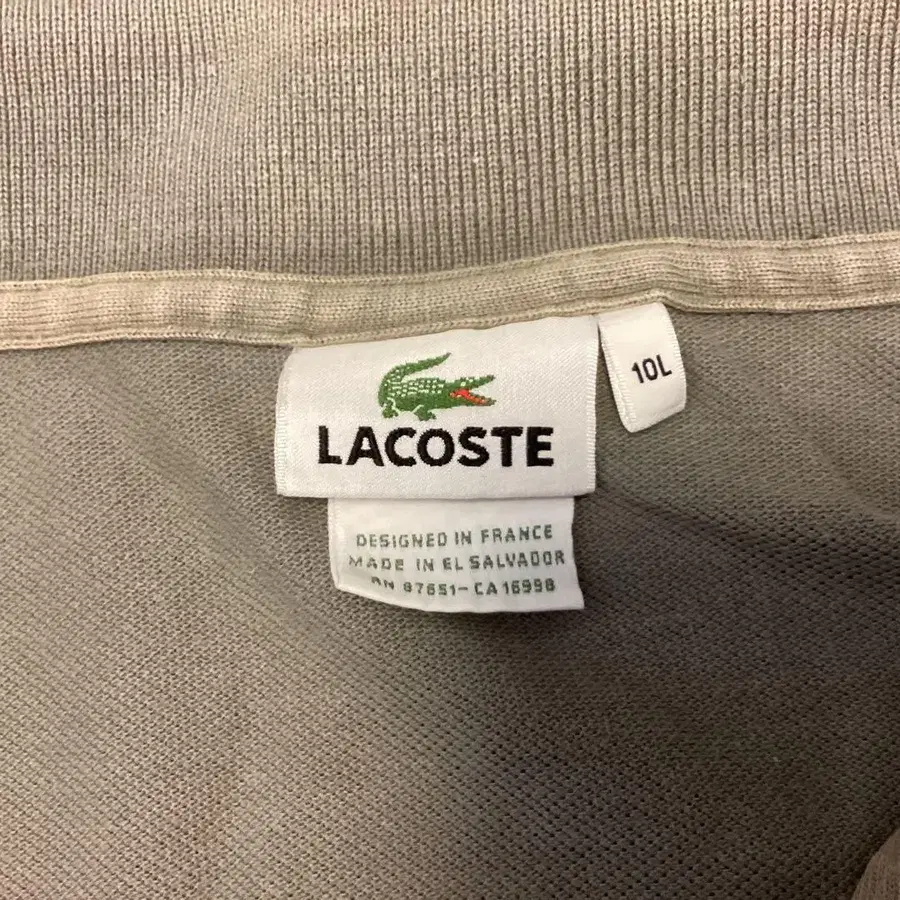 LACOSTE
10L
DESIGNED IN FRANCE
MADE IN EL SALVADOR
RN 87651-CA 16998